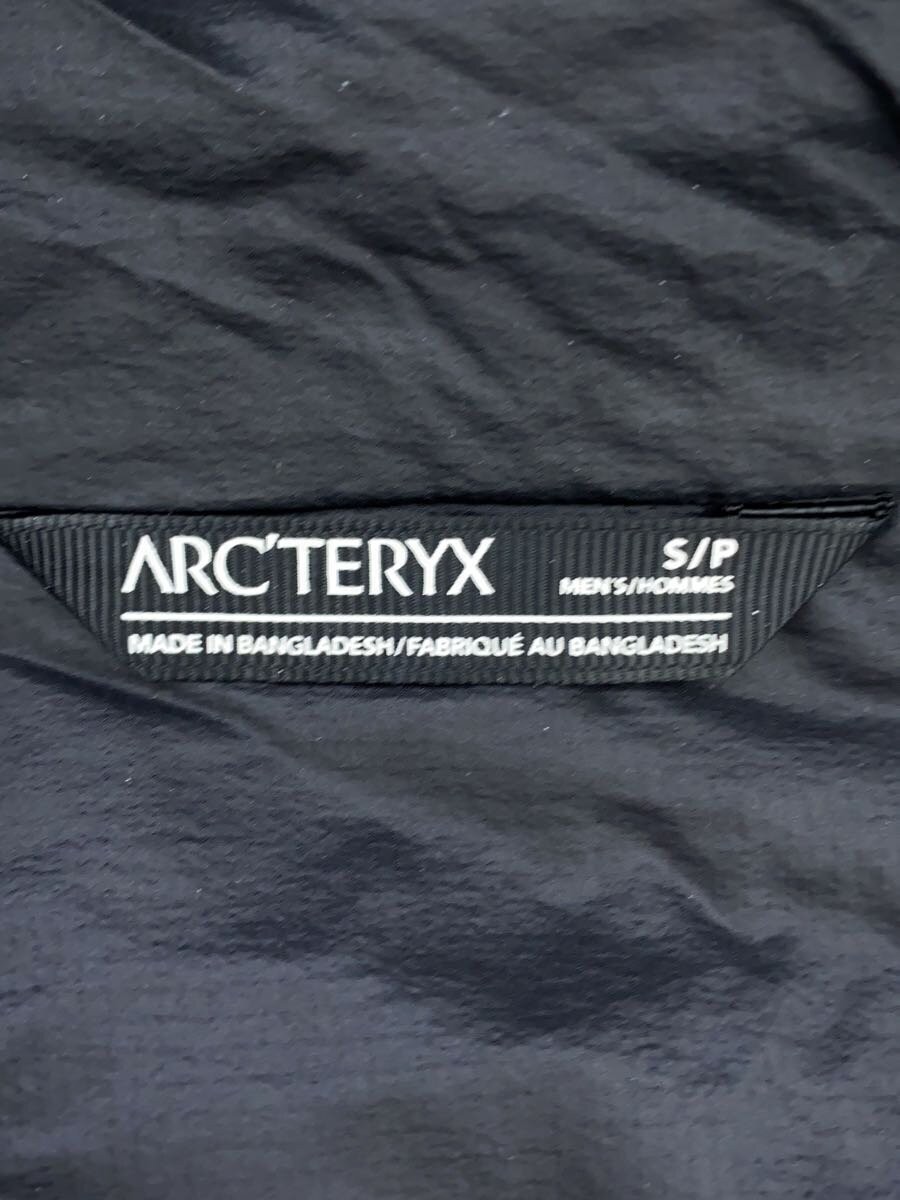 ARC'TERYX
S/P
MEN'S/HOMMES
MADE IN BANGLADESH/FABRIQUÉ AU BANGLADESH